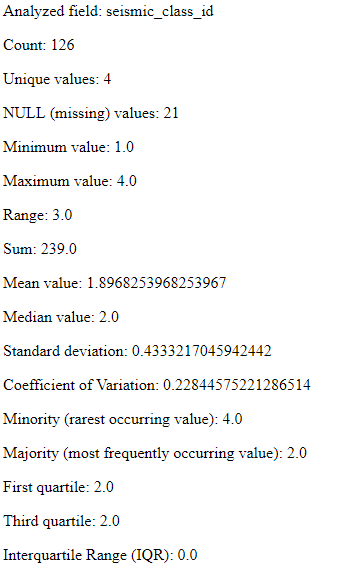 Analyzed field: seismic_class_id
Count: 126
Unique values: 4
NULL (missing) values: 21
Minimum value: 1.0
Maximum value: 4.0
Range: 3.0
Sum: 239.0
Mean value: 1.8968253968253967
Median value: 2.0
Standard deviation: 0.4333217045942442
Coefficient of Variation: 0.22844575221286514
Minority (rarest occurring value): 4.0
Majority (most frequently occurring value): 2.0
First quartile: 2.0
Third quartile: 2.0
Interquartile Range (IQR): 0.0